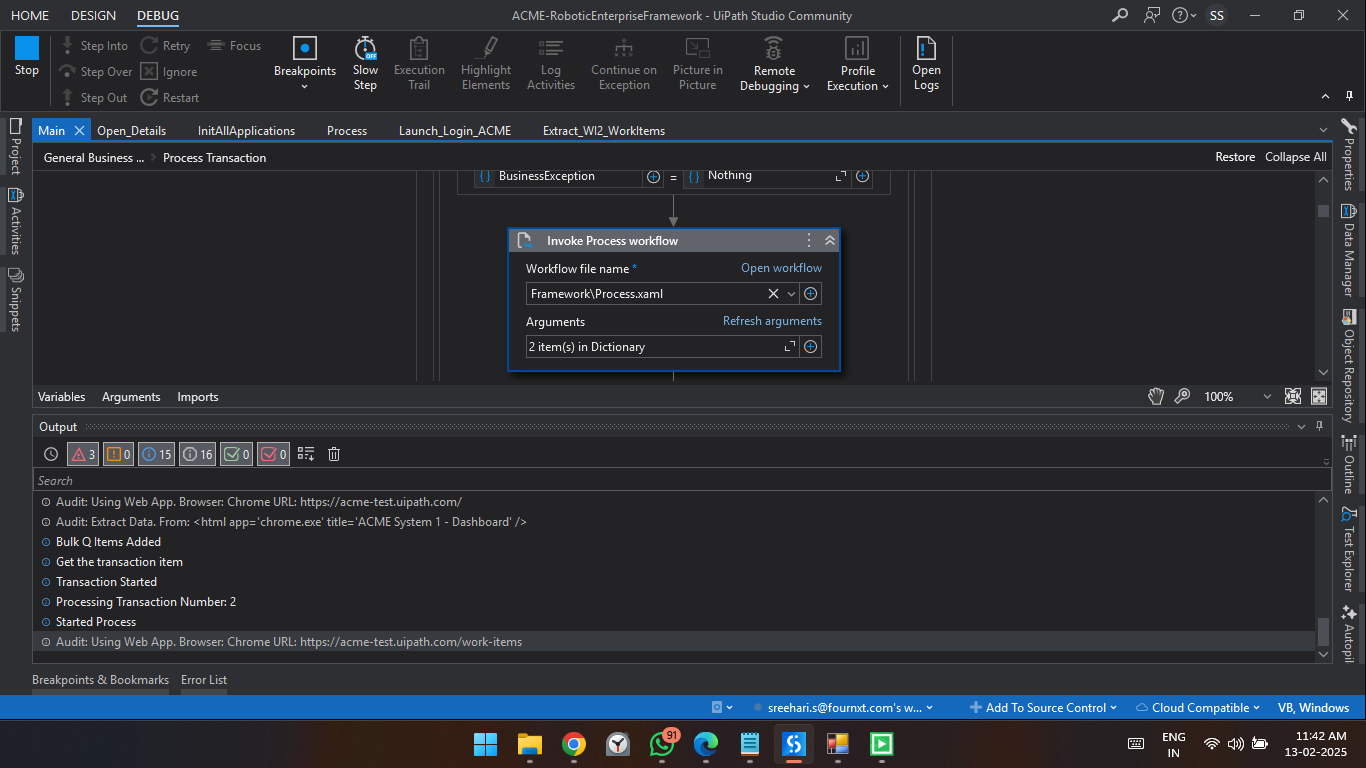 HOME DESIGN DEBUG ACME-RoboticEnterpriseFramework - UiPath Studio Community SS
Stop
Step Into Retry Focus
Step Over Ignore
Step Out Restart
Breakpoints
Slow Step
Execution Trail
Highlight Elements
Log Activities
Continue on Exception
Picture in Picture
Remote Debugging
Profile Execution
Open Logs
Main Open_Details InitAllApplications Process Launch_Login_ACME Extract_WI2_WorkItems
General Business ... Process Transaction Restore Collapse All
Project
Activities
Snippets
BusinessException = Nothing
Invoke Process workflow
Workflow file name * Open workflow
Framework\Process.xaml
Arguments Refresh arguments
2 item(s) in Dictionary
Properties
Data Manager
Object Repository
Outline
Test Explorer
Autopil
Variables Arguments Imports 100%
Output
3 0 15 16 0 0
Search
Audit: Using Web App. Browser: Chrome URL: https://acme-test.uipath.com/
Audit: Extract Data. From: <html app='chrome.exe' title='ACME System 1 - Dashboard' />
Bulk Q Items Added
Get the transaction item
Transaction Started
Processing Transaction Number: 2
Started Process
Audit: Using Web App. Browser: Chrome URL: https://acme-test.uipath.com/work-items
Breakpoints & Bookmarks Error List
sreehari.s@fournxt.com's w... Add To Source Control Cloud Compatible VB, Windows
91
ENG
IN
11:42 AM
13-02-2025